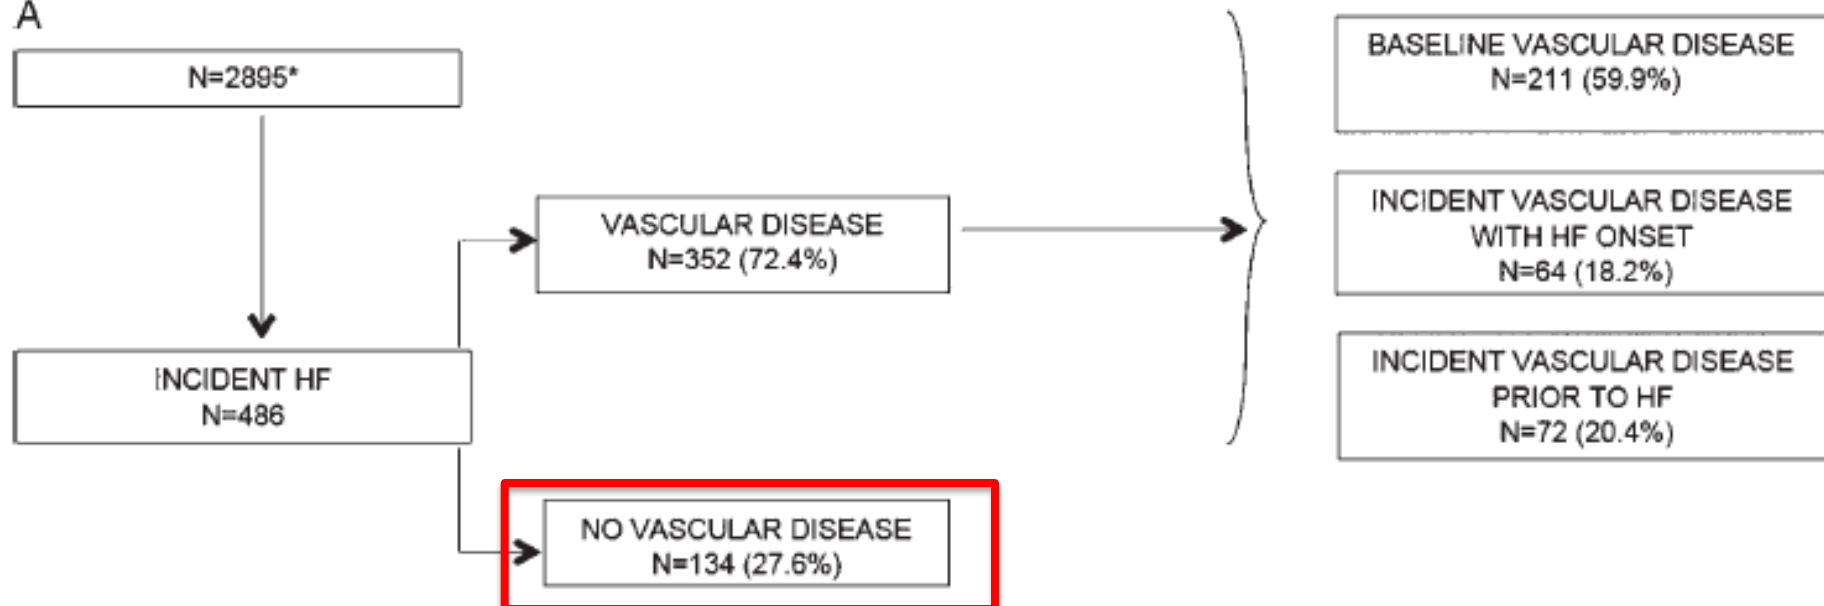 A
N=2895*
INCIDENT HF
N=486
VASCULAR DISEASE
N=352 (72.4%)
NO VASCULAR DISEASE
N=134 (27.6%)
BASELINE VASCULAR DISEASE
N=211 (59.9%)
INCIDENT VASCULAR DISEASE
WITH HF ONSET
N=64 (18.2%)
INCIDENT VASCULAR DISEASE
PRIOR TO HF
N=72 (20.4%)